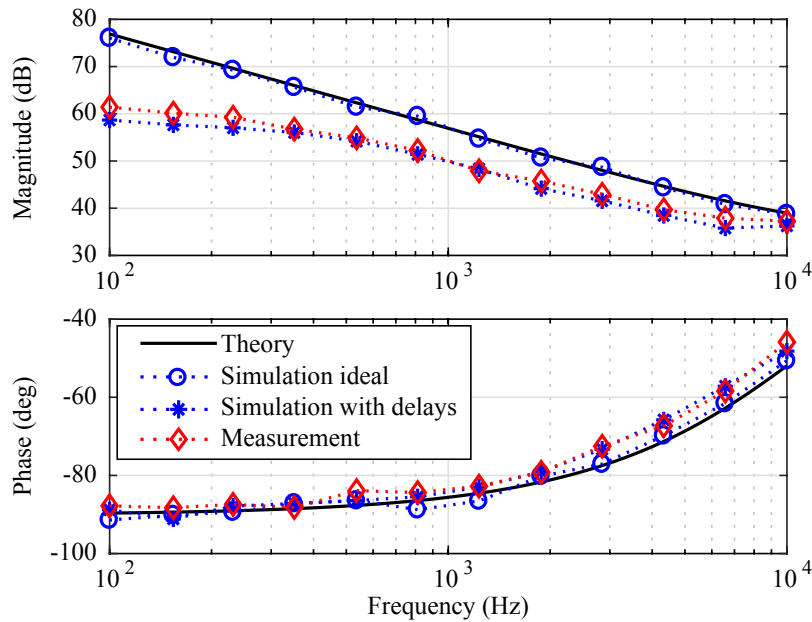 80
70
60
50
40
30
Magnitude (dB)
10^2
10^3
10^4
-40
-60
-80
-100
Phase (deg)
Theory
Simulation ideal
Simulation with delays
Measurement
10^2
10^3
10^4
Frequency (Hz)